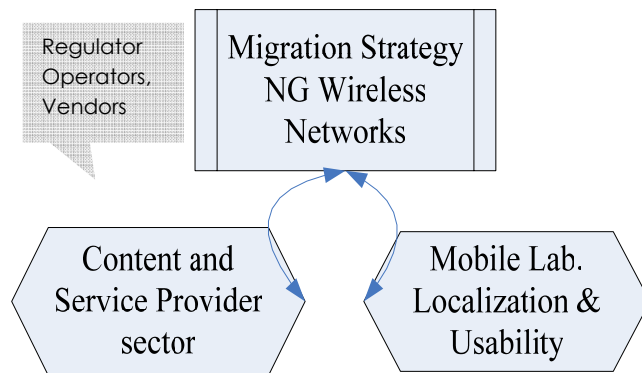 Regulator
Operators,
Vendors
Migration Strategy
NG Wireless
Networks
Content and
Service Provider
sector
Mobile Lab.
Localization &
Usability